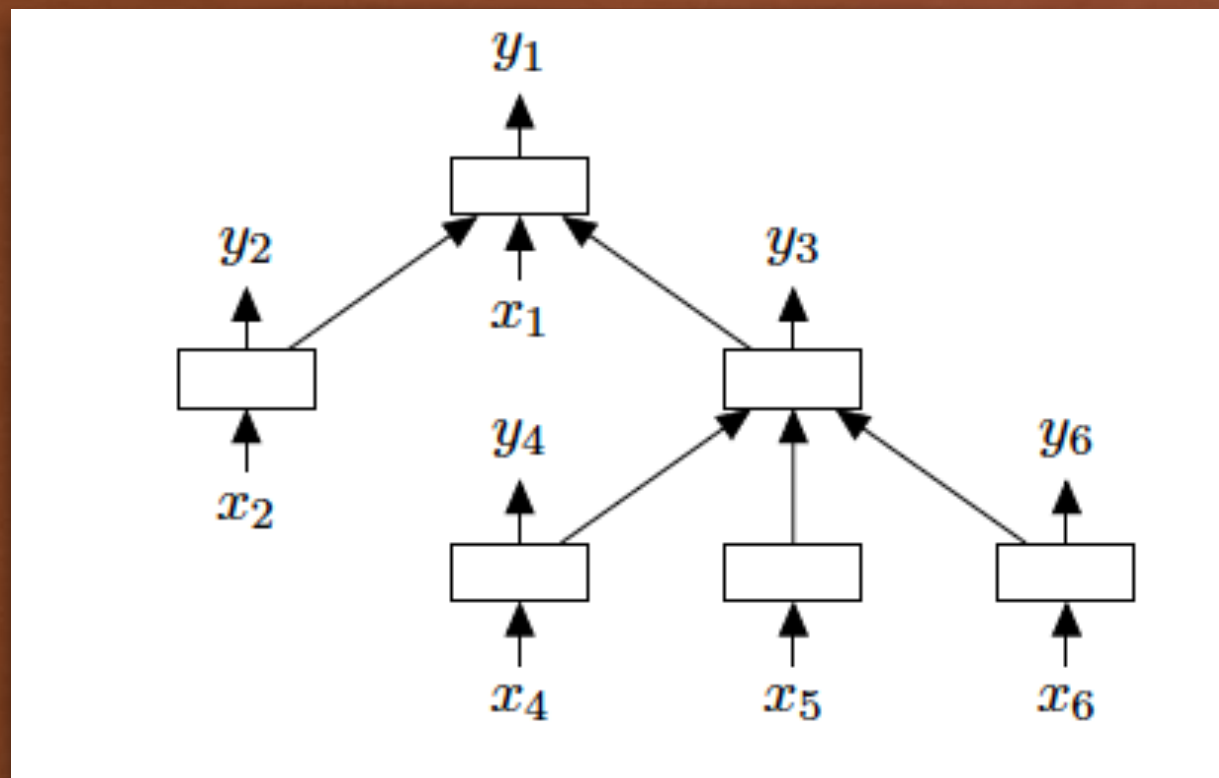 y₁
y₂ y₃
x₁
y₄ y₆
x₂
x₄ x₅ x₆